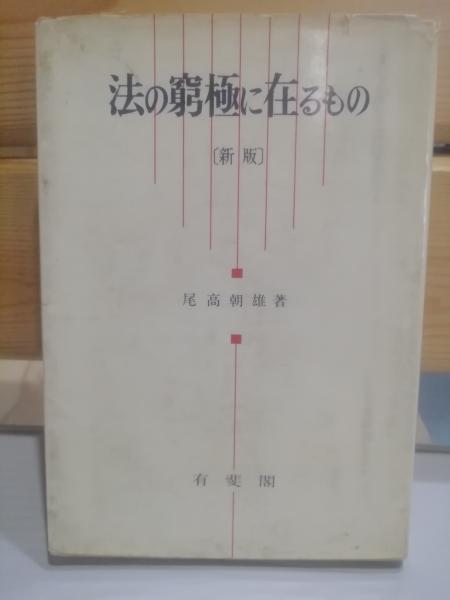 法の窮極に在るもの
〔新版〕
尾高朝雄著
有斐閣